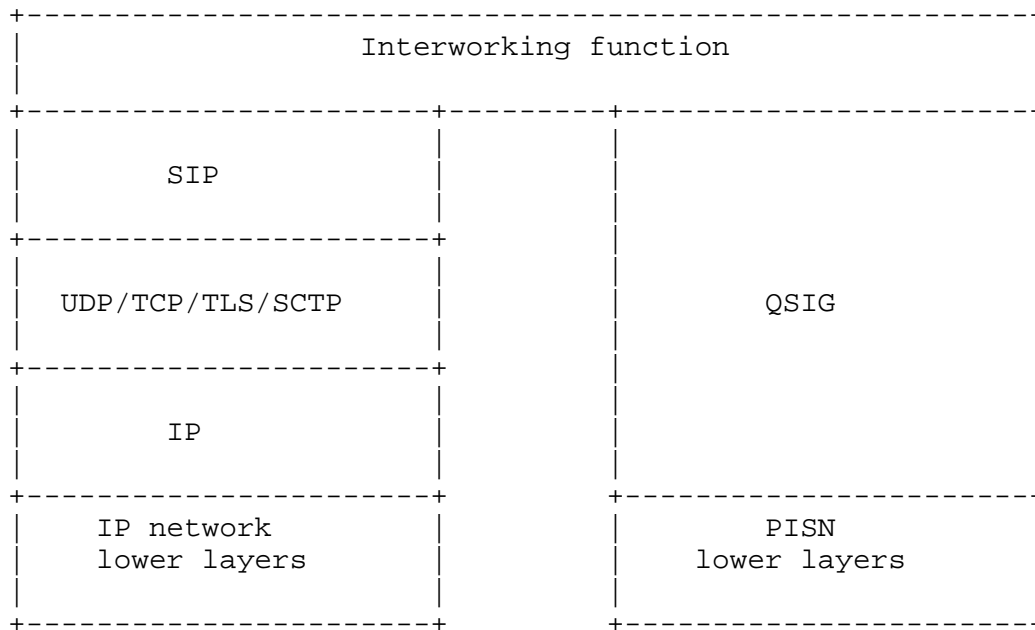 Interworking function
SIP
UDP/TCP/TLS/SCTP QSIG
IP
IP network PISN
lower layers lower layers